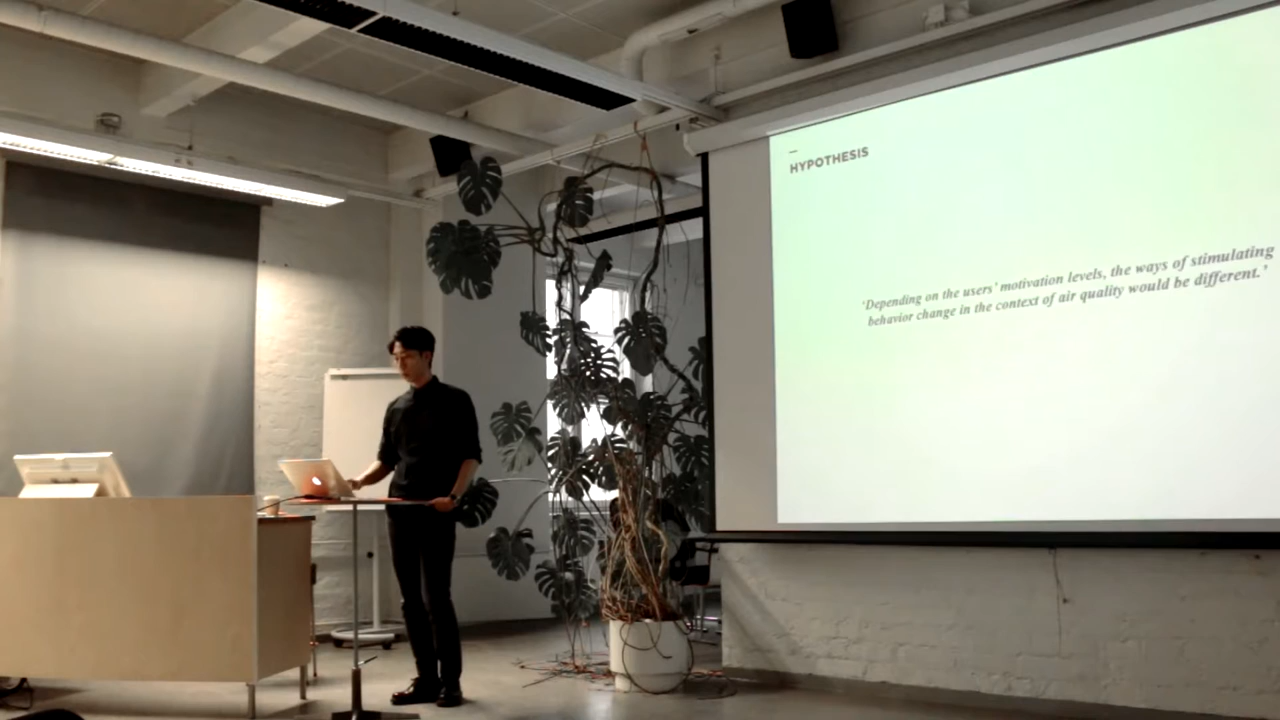 HYPOTHESIS
‘Depending on the users’ motivation levels, the ways of stimulating
behavior change in the context of air quality would be different.’